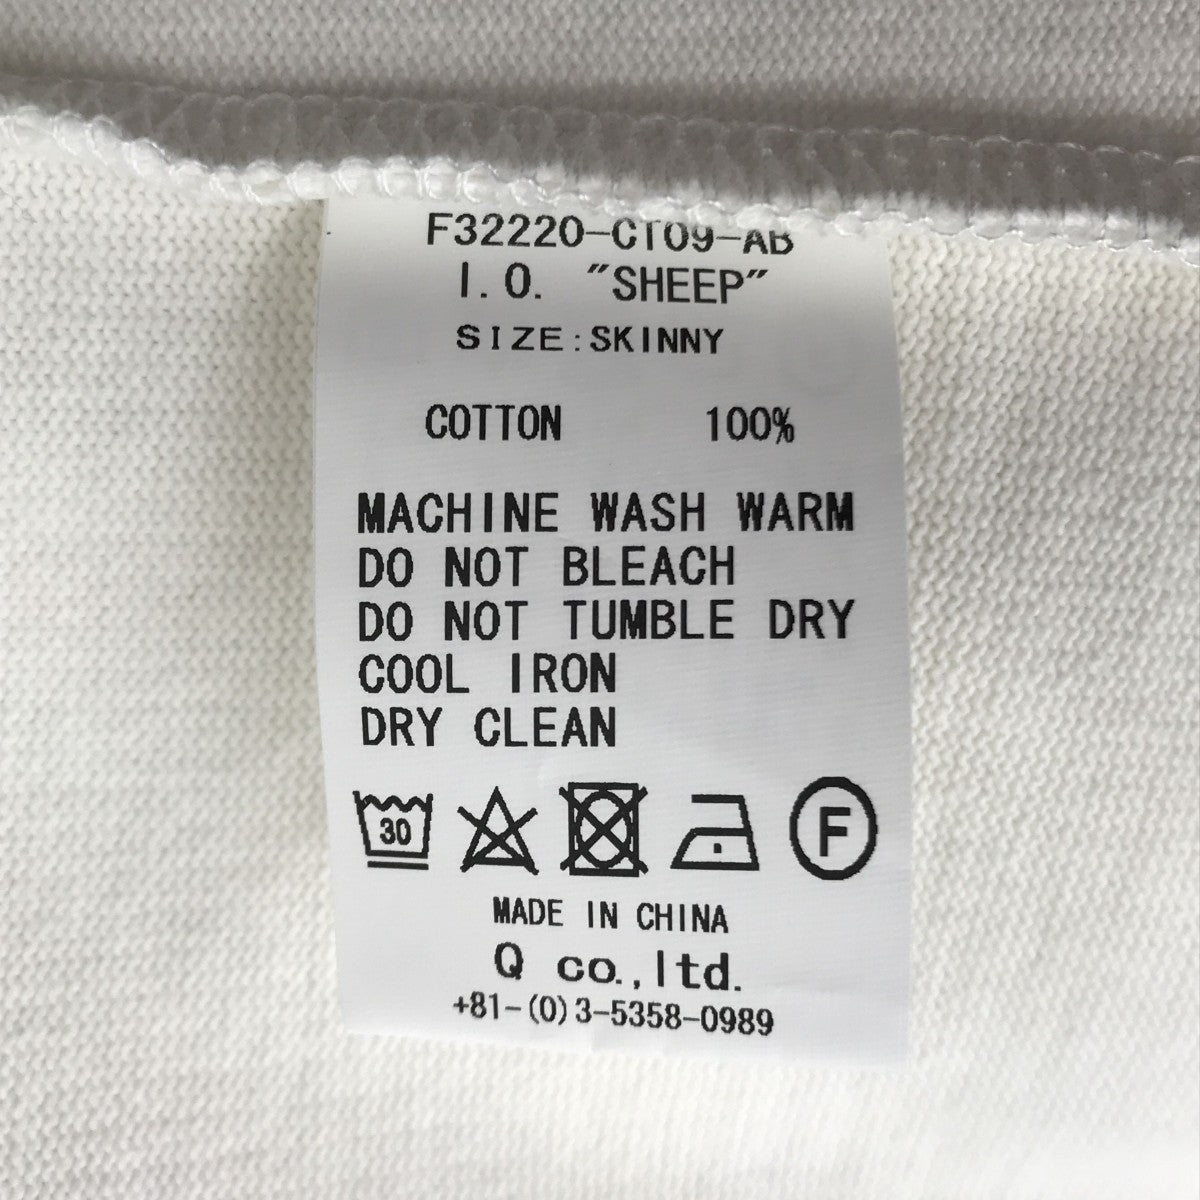 F32220-CT09-AB
I.O. "SHEEP"
SIZE:SKINNY
COTTON 100%
MACHINE WASH WARM
DO NOT BLEACH
DO NOT TUMBLE DRY
COOL IRON
DRY CLEAN
30 F
MADE IN CHINA
Q co.,ltd.
+81-(0)3-5358-0989